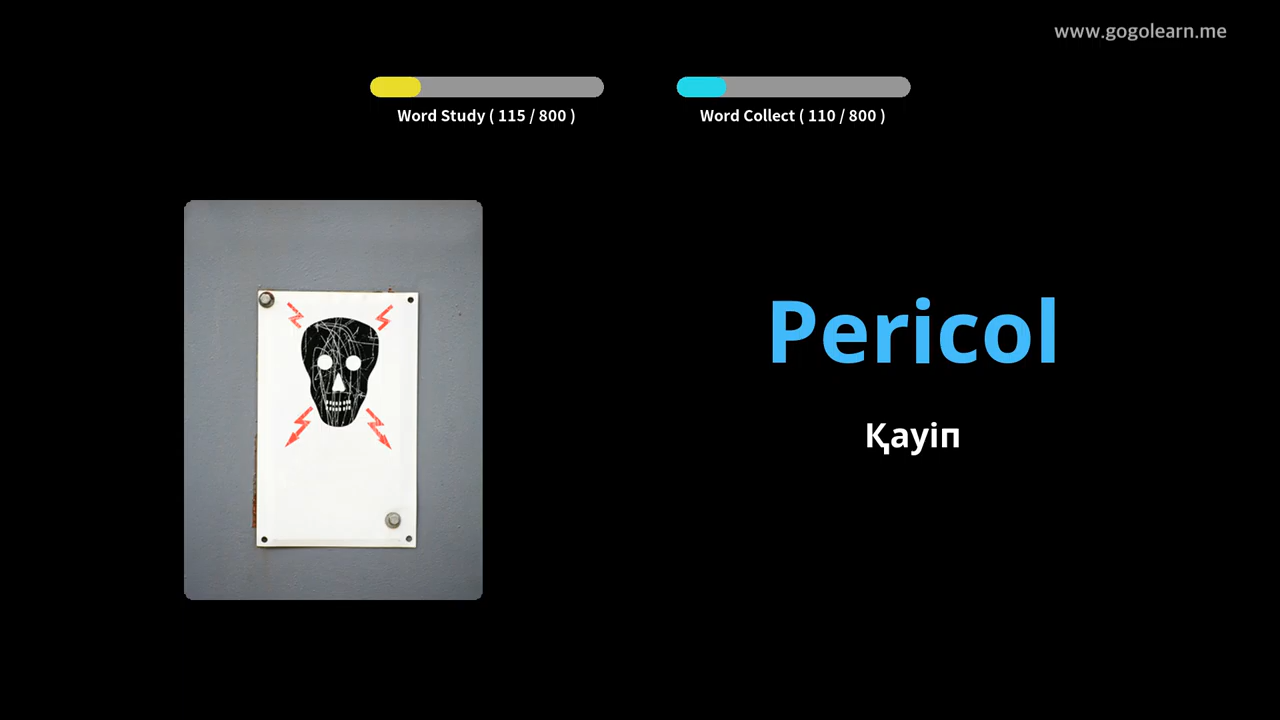 www.gogolearn.me
Word Study ( 115 / 800 )
Word Collect ( 110 / 800 )
Pericol
Қауіп